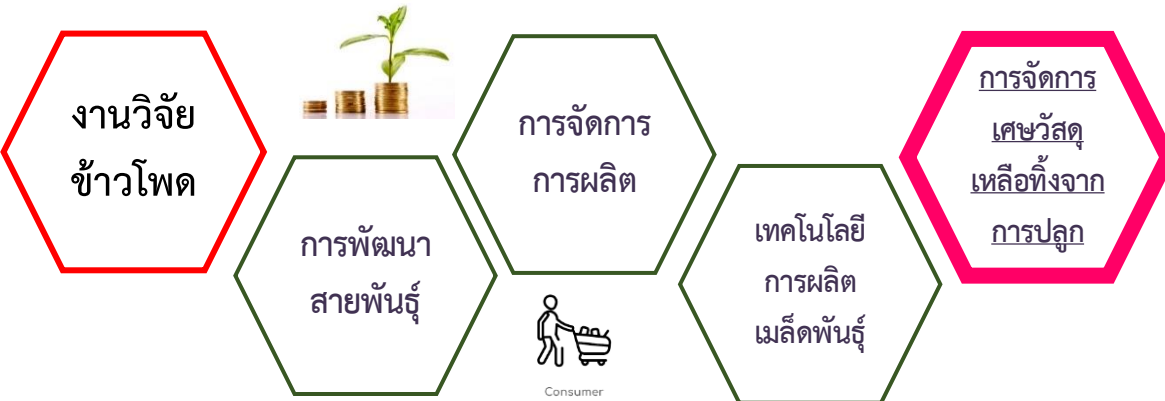 งานวิจัย
ข้าวโพด
การพัฒนา
สายพันธุ์
การจัดการ
การผลิต
Consumer
เทคโนโลยี
การผลิต
เมล็ดพันธุ์
การจัดการ
เศษวัสดุ
เหลือทิ้งจาก
การปลูก